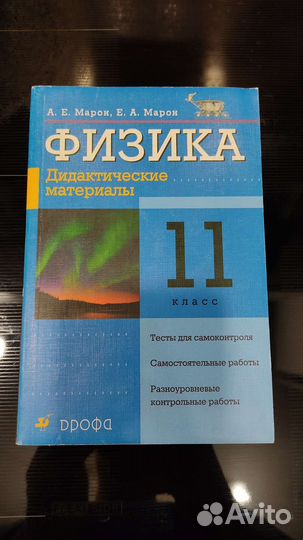 А. Е. Марон, Е. А. Марон
ФИЗИКА
Дидактические
материалы
11
класс
Тесты для самоконтроля
Самостоятельные работы
Разноуровневые
контрольные работы
ДРОФА
Avito